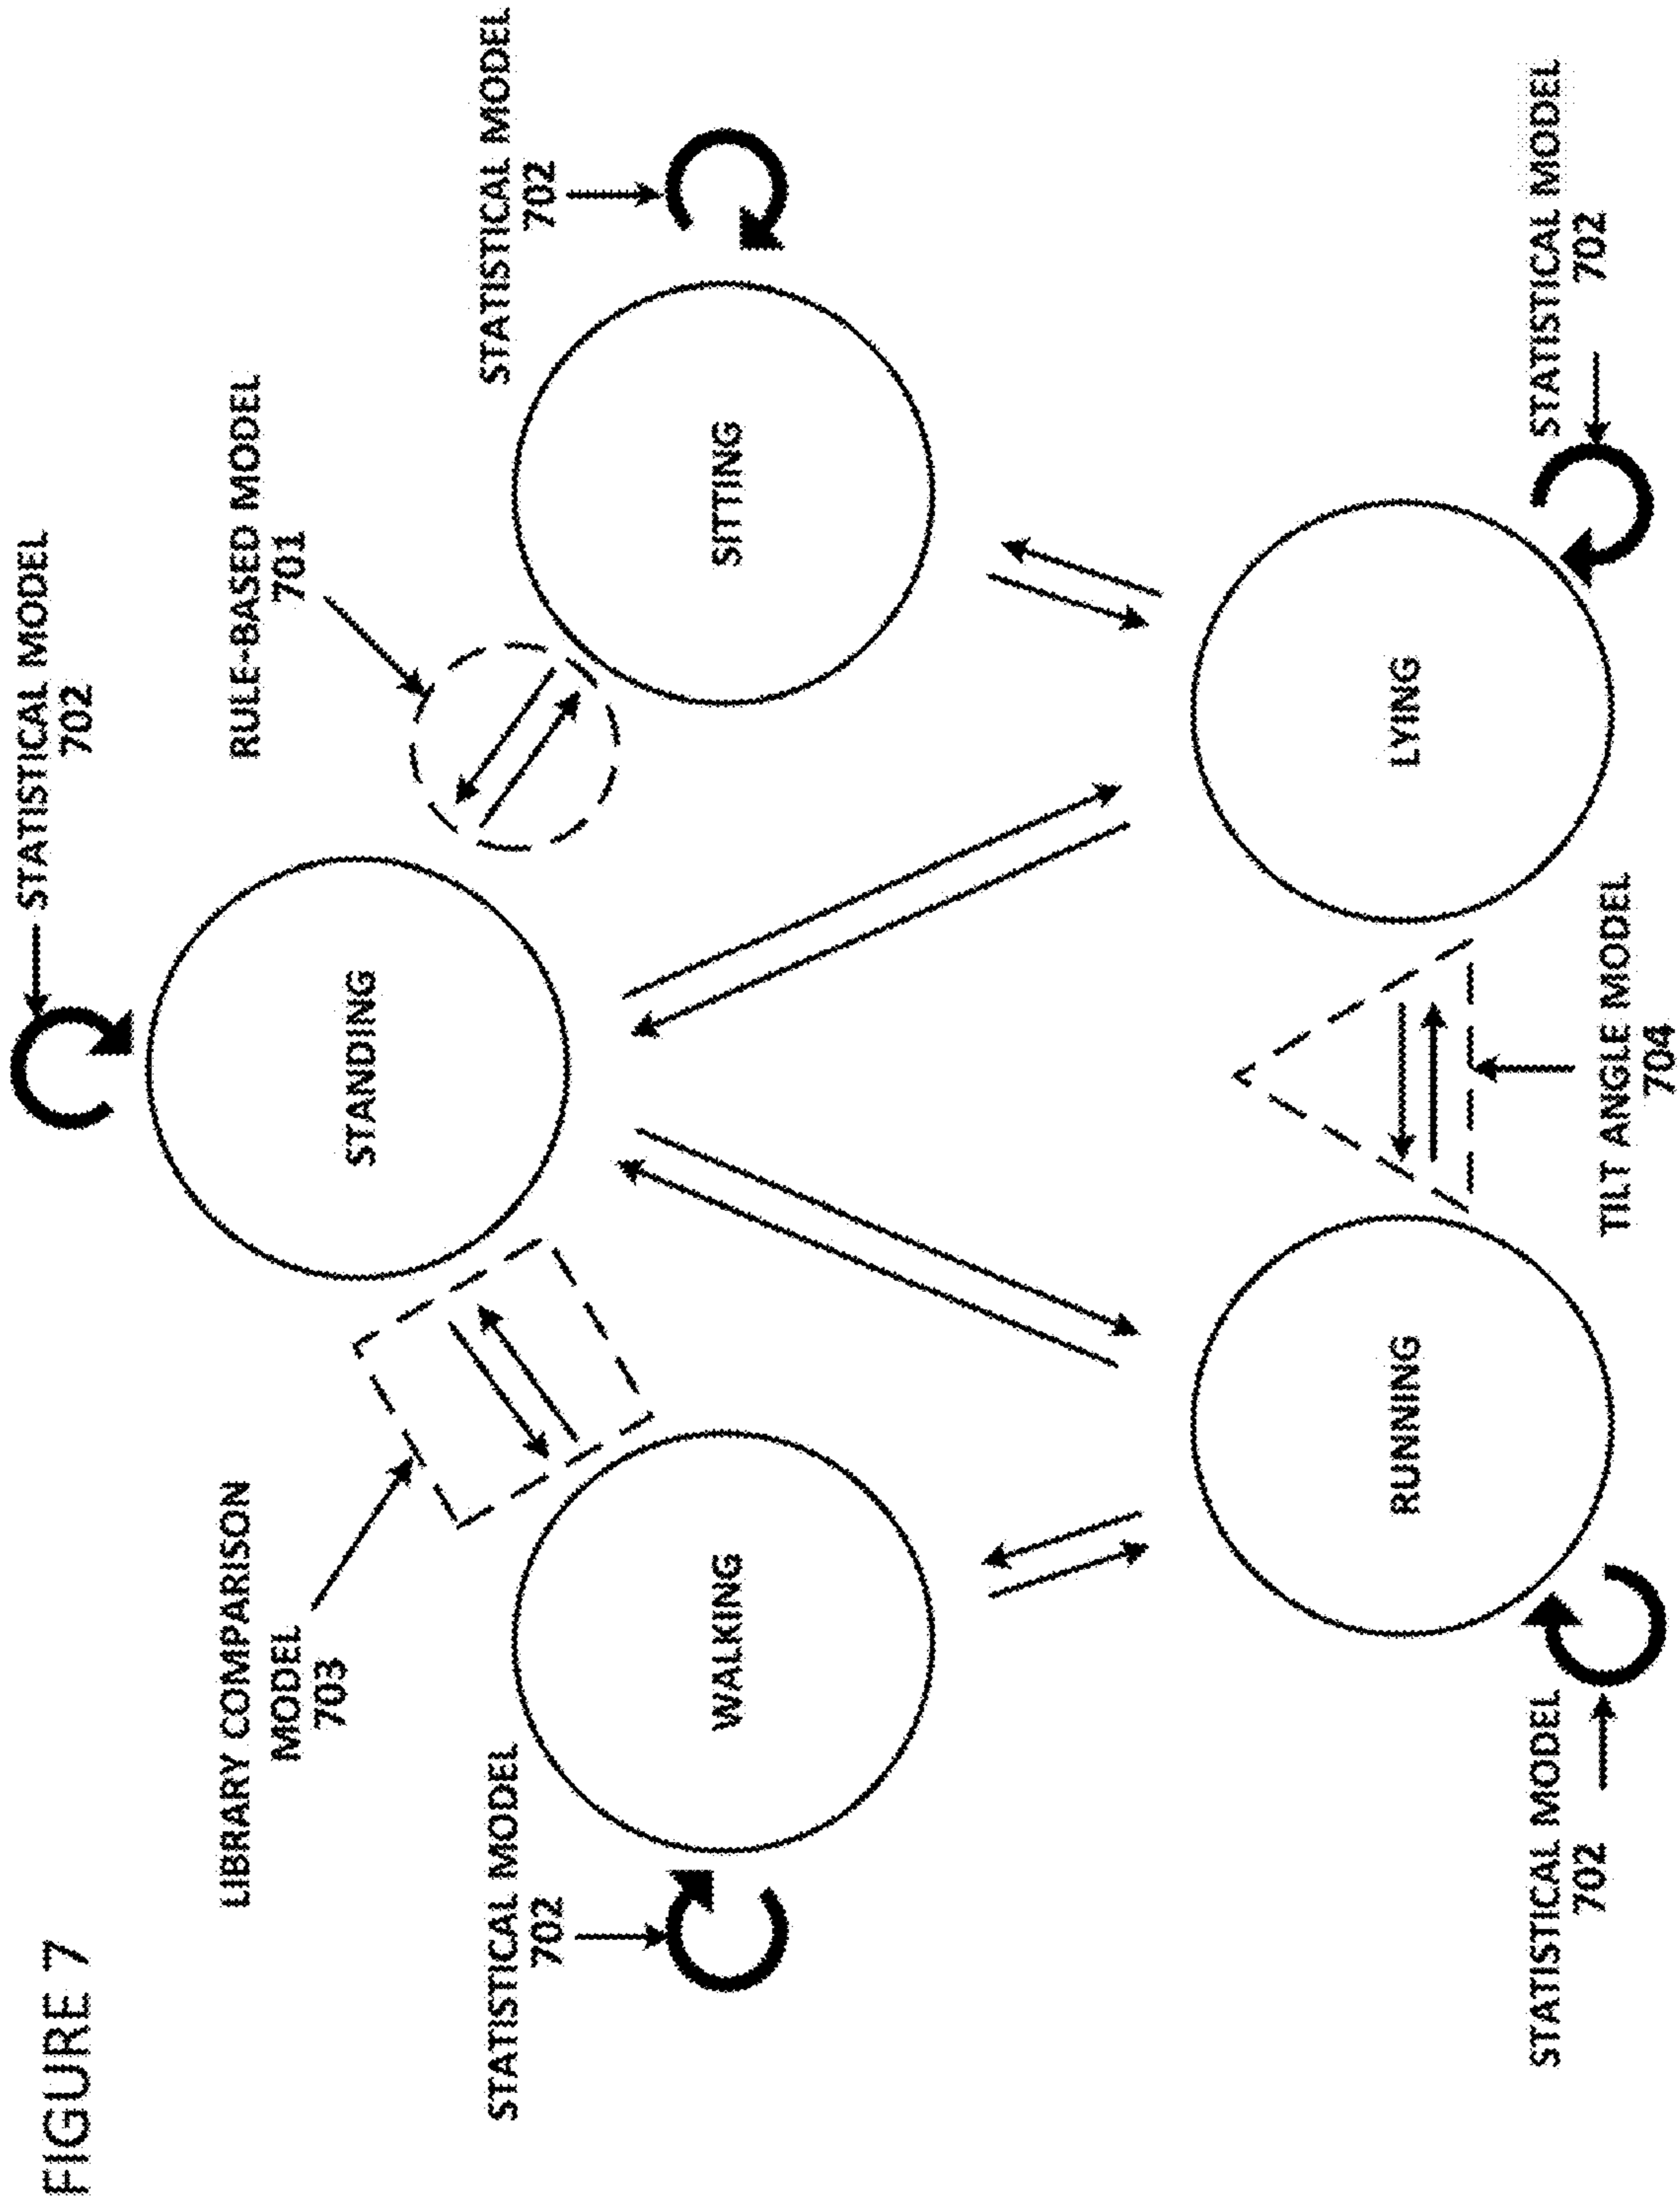 FIGURE 7
STATISTICAL MODEL
702
LIBRARY COMPARISON
MODEL
703
RULE-BASED MODEL
701
STANDING
STATISTICAL MODEL
702
STATISTICAL MODEL
702
WALKING
SITTING
RUNNING
LYING
STATISTICAL MODEL
702
TILT ANGLE MODEL
704
STATISTICAL MODEL
702